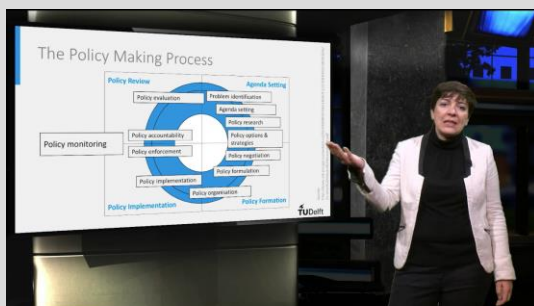 The Policy Making Process
Policy Review
Agenda Setting
Policy evaluation
Problem identification
Agenda setting
Policy research
Policy accountability
Policy options &
strategies
Policy monitoring
Policy enforcement
Policy negotiation
Policy formulation
Policy implementation
Policy organisation
Policy Implementation
Policy Formation
TUDelft